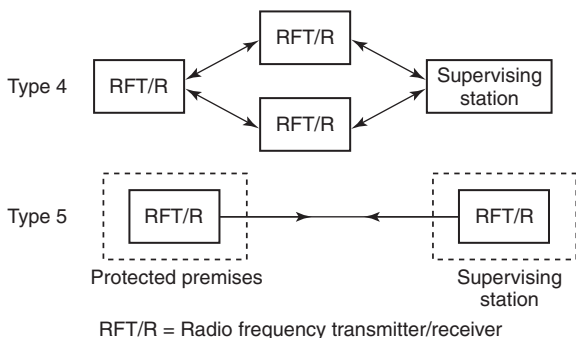 RFT/R
Type 4
RFT/R
Supervising
station
RFT/R
Type 5
RFT/R
RFT/R
Protected premises
Supervising
station
RFT/R = Radio frequency transmitter/receiver